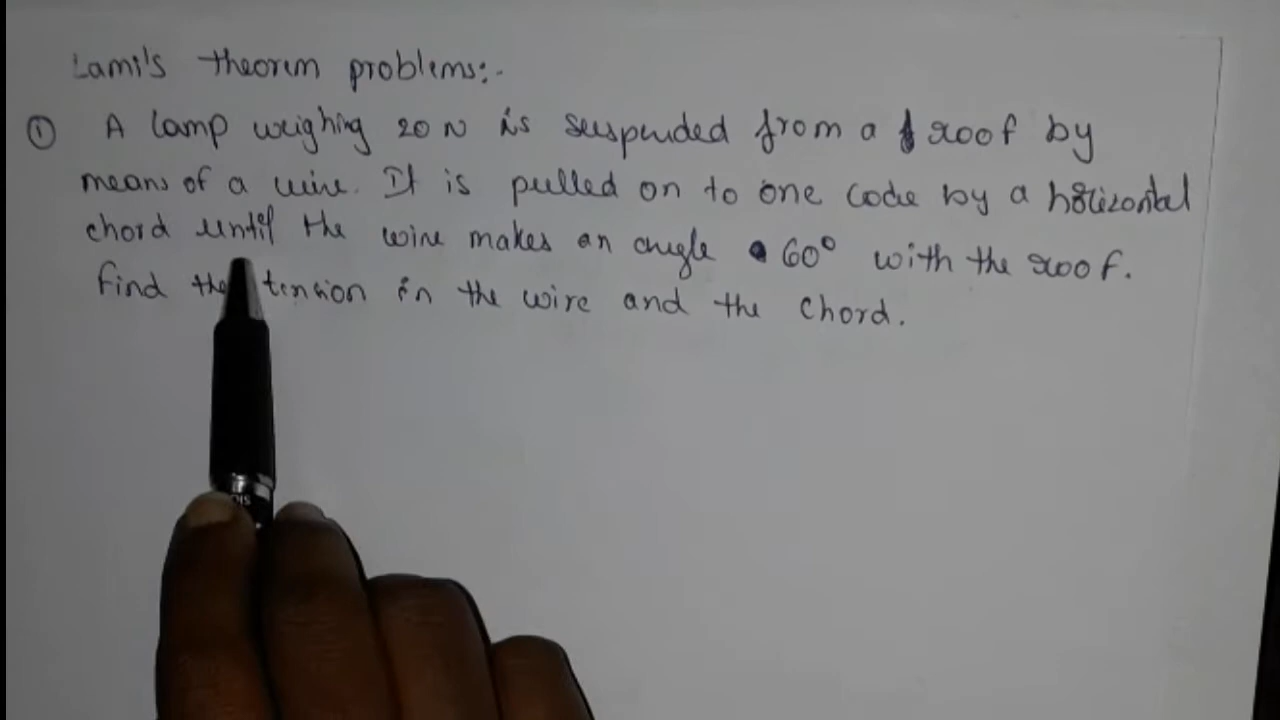 Lami's theorem problems:-
① A lamp weighing 20 N is suspended from a roof by
means of a wire. It is pulled on to one code by a horizontal
chord until the wire makes an angle 60° with the roof.
Find the tension in the wire and the chord.